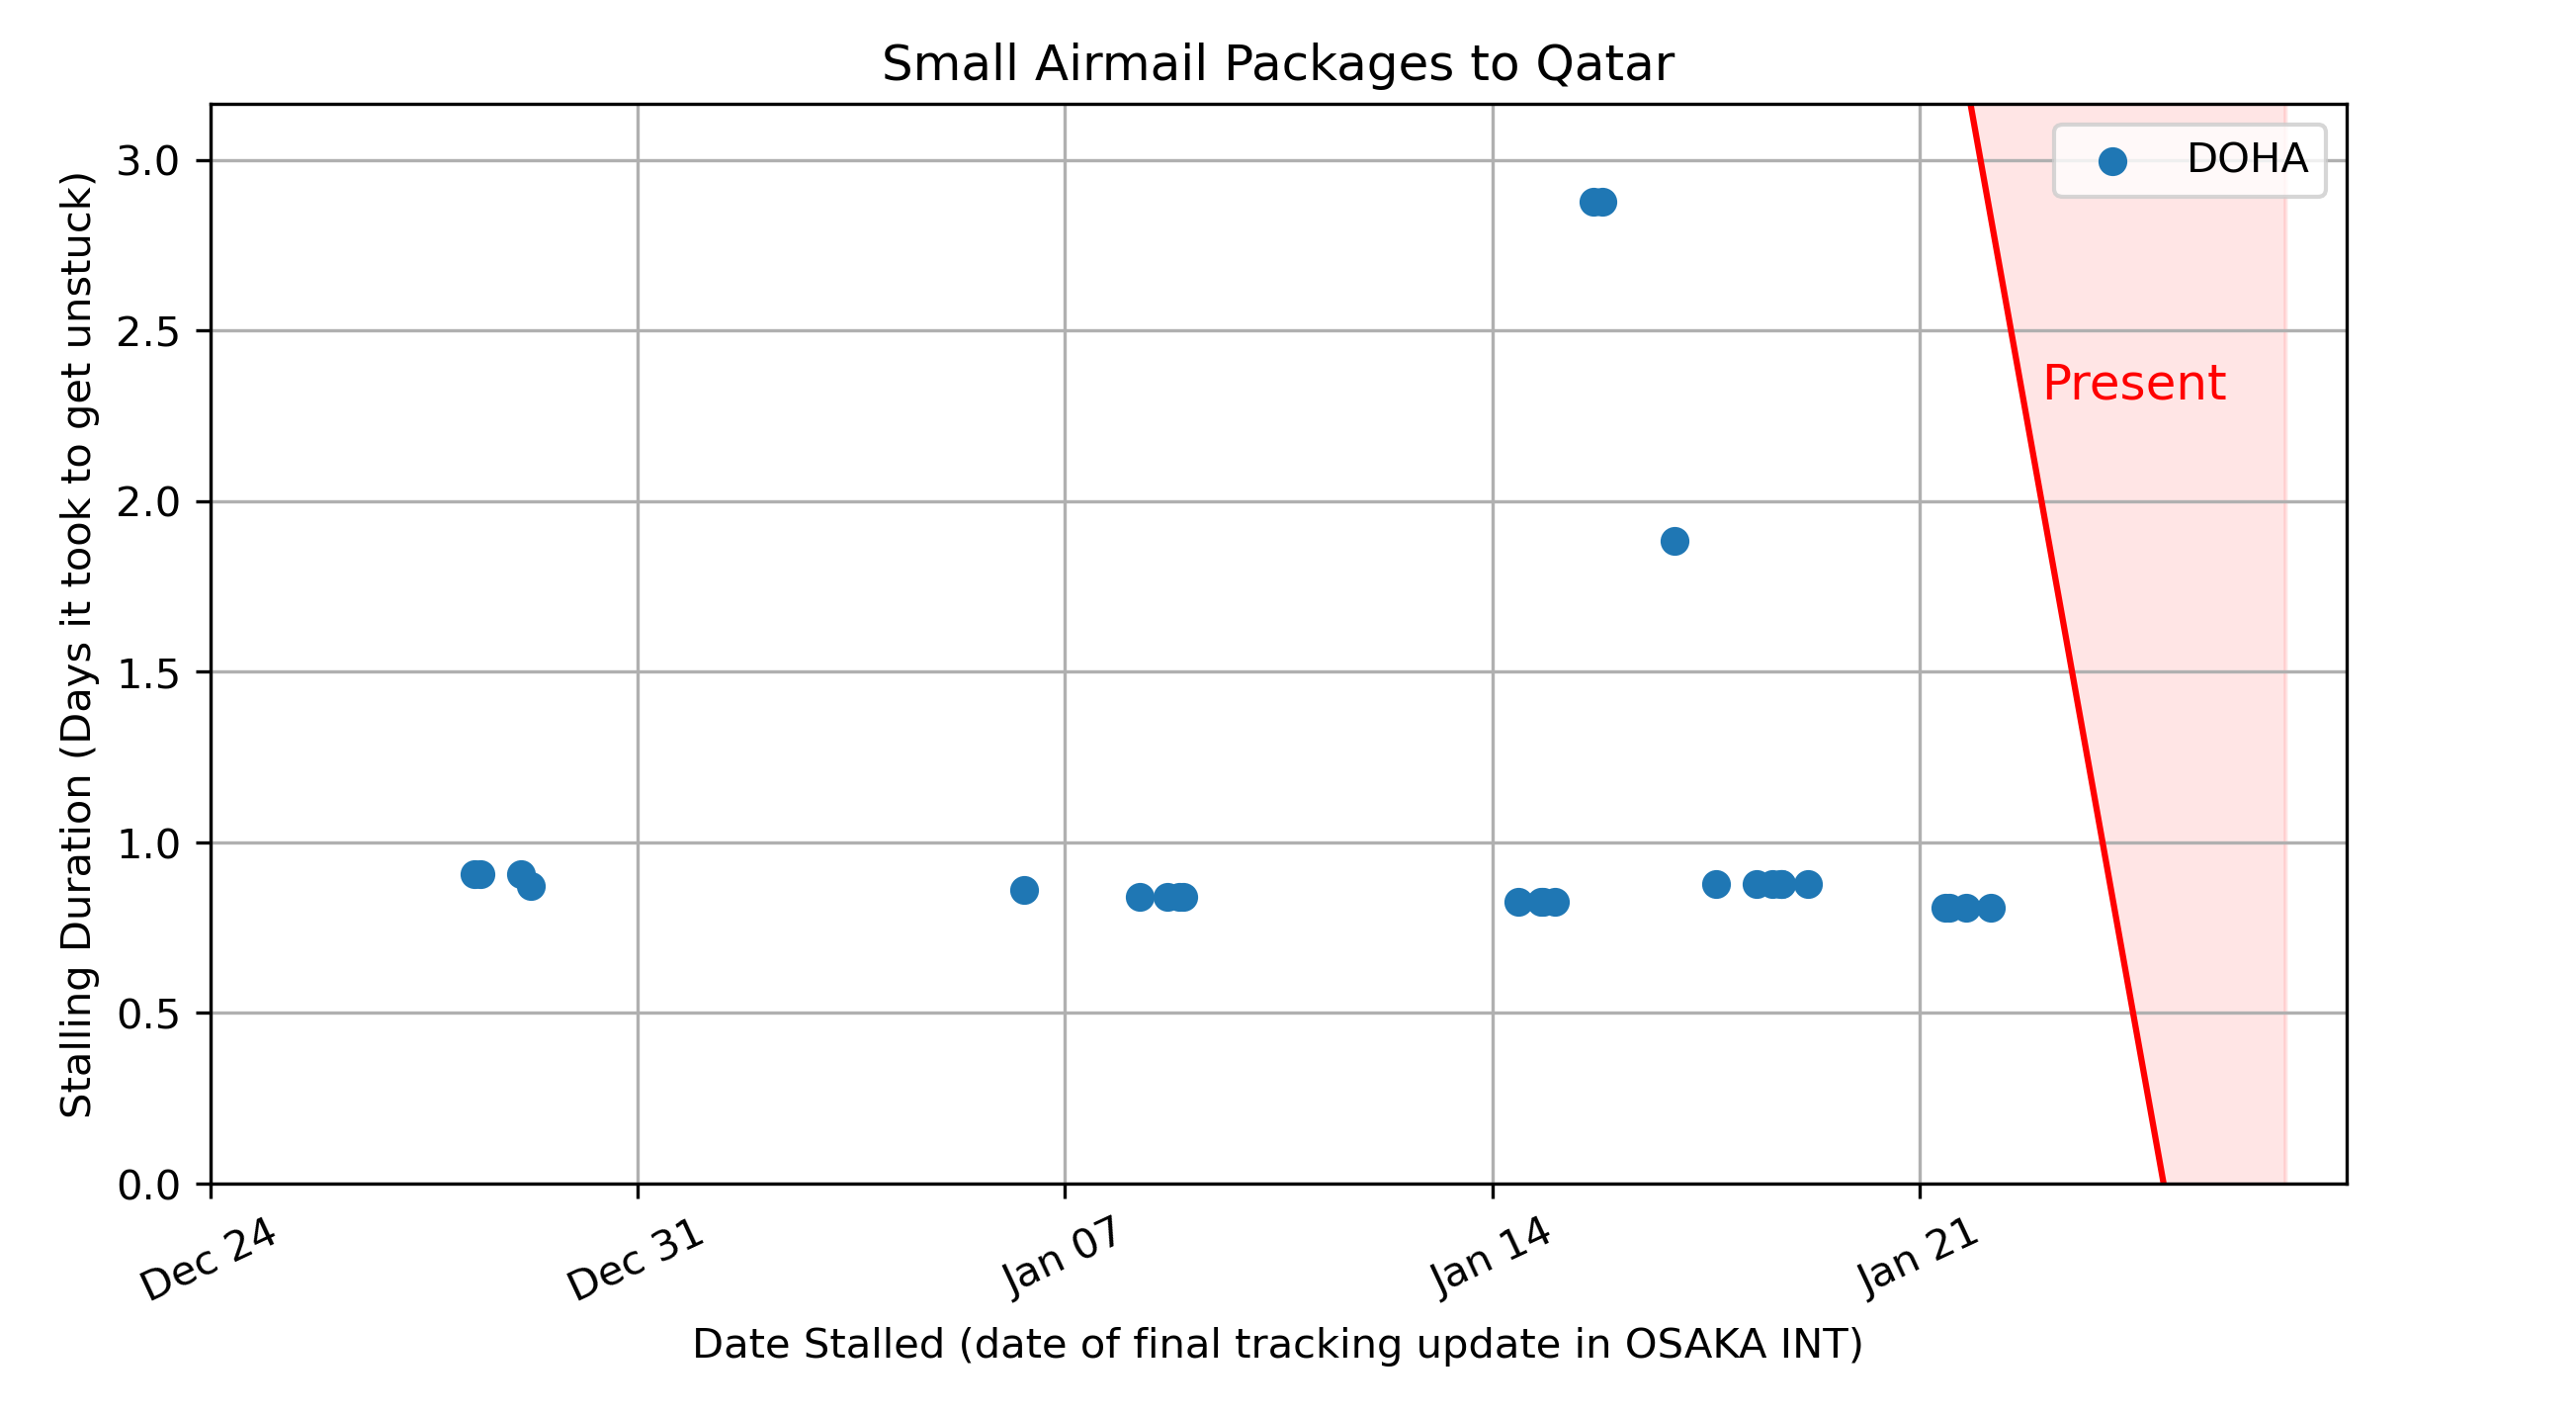 Small Airmail Packages to Qatar
Stalling Duration (Days it took to get unstuck)
3.0
2.5
2.0
1.5
1.0
0.5
0.0
DOHA
Present
Dec 24
Dec 31
Jan 07
Jan 14
Jan 21
Date Stalled (date of final tracking update in OSAKA INT)